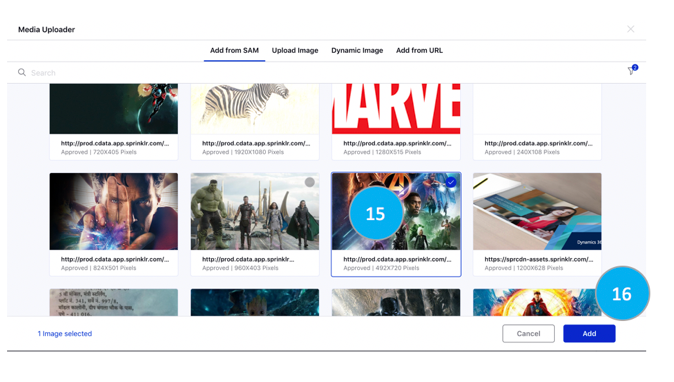 Media Uploader
Add from SAM Upload Image Dynamic Image Add from URL
Search
2
MARVEL
http://prod.cdata.app.sprinklr.com/...
Approved | 720X405 Pixels
http://prod.cdata.app.sprinklr.com/...
Approved | 1920X1080 Pixels
http://prod.cdata.app.sprinklr.com/...
Approved | 1280X515 Pixels
http://prod.cdata.app.sprinklr.com/...
Approved | 240X108 Pixels
15
Dynamics 36
http://prod.cdata.app.sprinklr.com/...
Approved | 824X501 Pixels
http://prod.cdata.app.sprinklr...
Approved | 960X403 Pixels
http://prod.cdata.app.sprinklr.com/...
Approved | 492X720 Pixels
https://sprcdn-assets.sprinklr.com/...
Approved | 1200X628 Pixels
16
1 Image selected
Cancel
Add